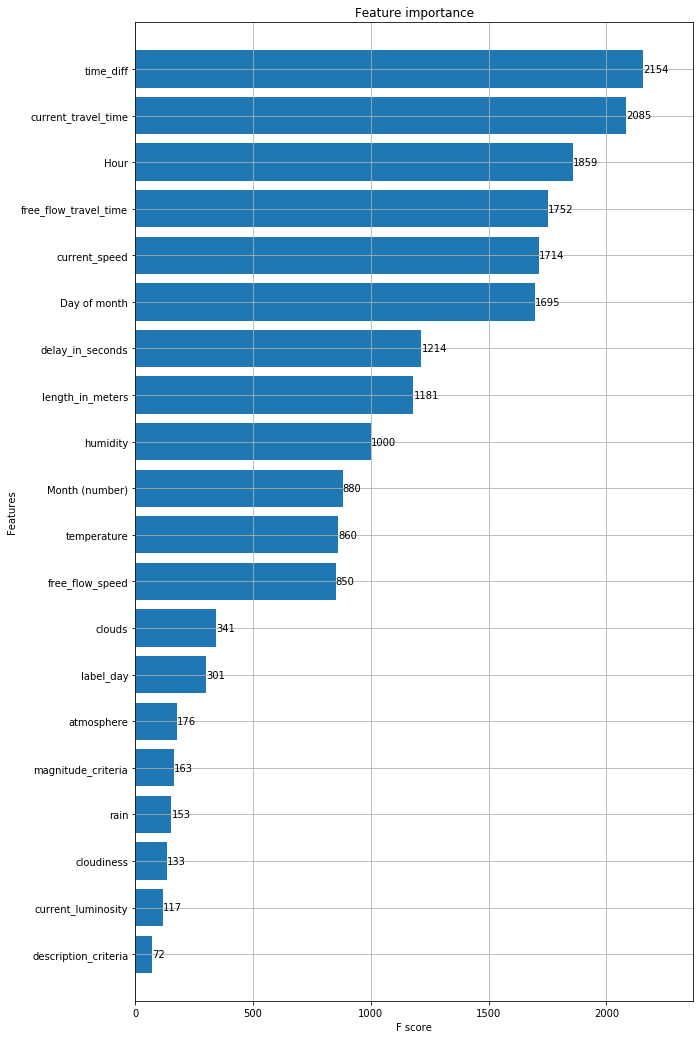 Feature importance
time_diff 2154
current_travel_time 2085
Hour 1859
free_flow_travel_time 1752
current_speed 1714
Day of month 1695
delay_in_seconds 1214
length_in_meters 1181
humidity 1000
Month (number) 880
temperature 860
free_flow_speed 850
clouds 341
label_day 301
atmosphere 176
magnitude_criteria 163
rain 153
cloudiness 133
current_luminosity 117
description_criteria 72
Features
0 500 1000 1500 2000
F score